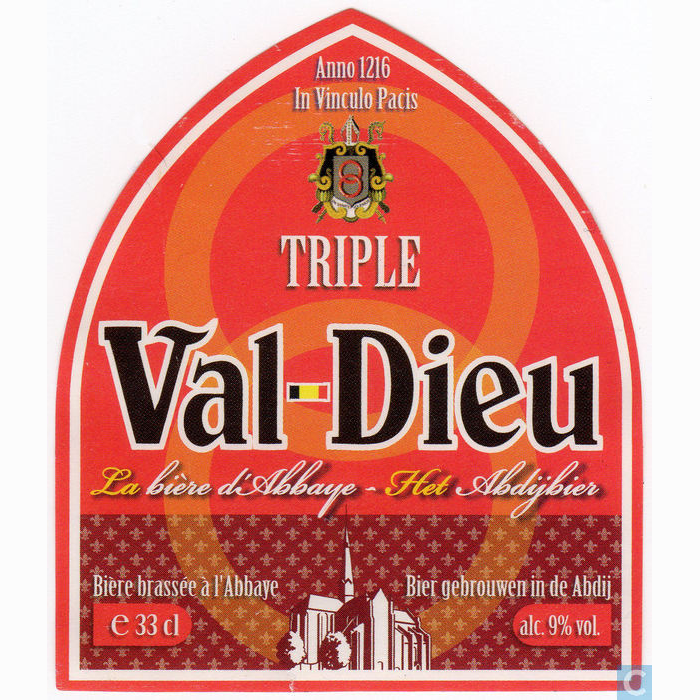 Anno 1216
In Vinculo Pacis
TRIPLE
Val-Dieu
La bière d'Abbaye - Het Abdijbier
Bière brassée à l'Abbaye
Bier gebrouwen in de Abdij
e 33 cl
alc. 9% vol.
C